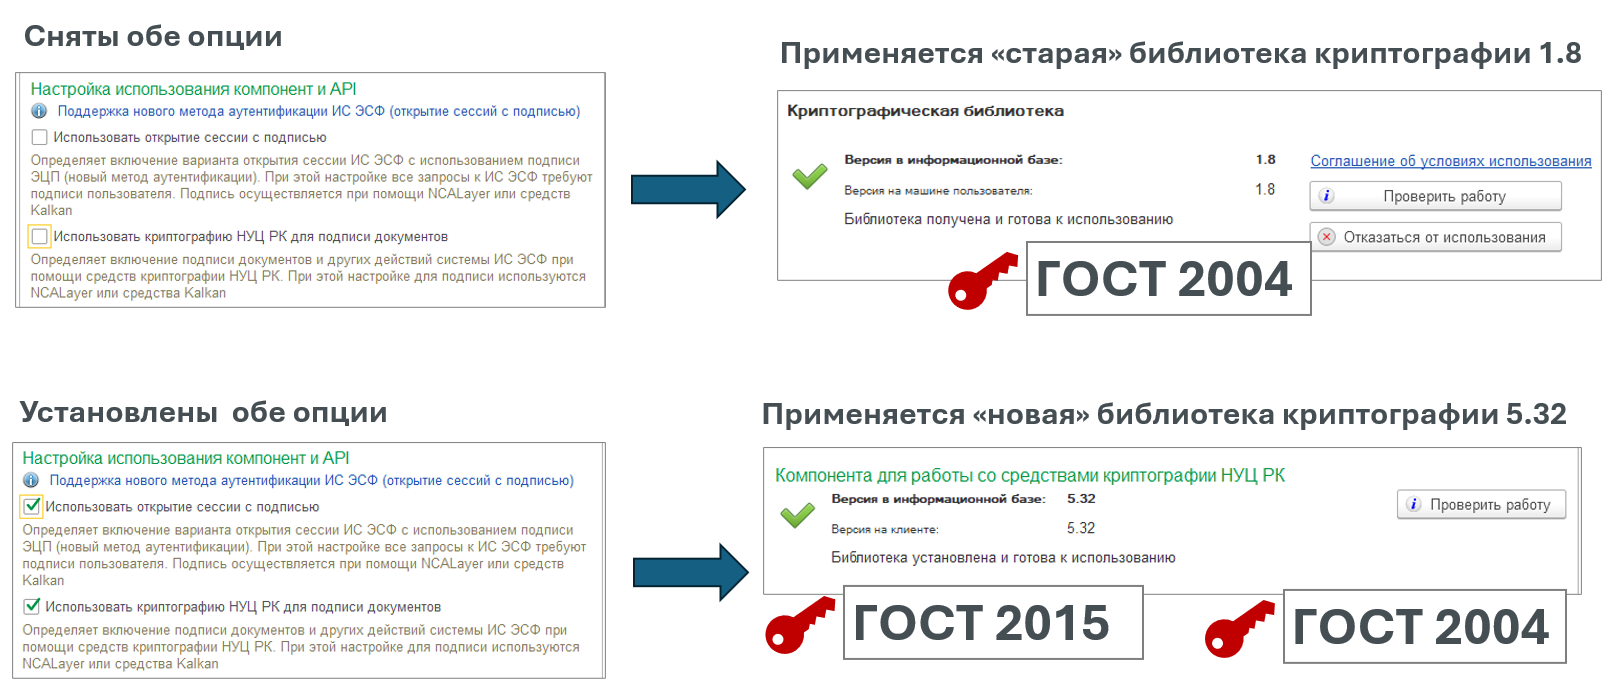 Сняты обе опции
Применяется «старая» библиотека криптографии 1.8
Настройка использования компонент и API
Поддержка нового метода аутентификации ИС ЭСФ (открытие сессий с подписью)
Использовать открытие сессии с подписью
Определяет включение варианта открытия сессии ИС ЭСФ с использованием подписи
ЭЦП (новый метод аутентификации). При этой настройке все запросы к ИС ЭСФ требуют
подписи пользователя. Подпись осуществляется при помощи NCALayer или средств
Kalkan
Использовать криптографию НУЦ РК для подписи документов
Определяет включение подписи документов и других действий системы ИС ЭСФ при
помощи средств криптографии НУЦ РК. При этой настройке для подписи используются
NCALayer или средства Kalkan
Криптографическая библиотека
Версия в информационной базе: 1.8
Соглашение об условиях использования
Версия на машине пользователя: 1.8
Проверить работу
Библиотека получена и готова к использованию
Отказаться от использования
ГОСТ 2004
Установлены обе опции
Применяется «новая» библиотека криптографии 5.32
Настройка использования компонент и API
Поддержка нового метода аутентификации ИС ЭСФ (открытие сессий с подписью)
Использовать открытие сессии с подписью
Определяет включение варианта открытия сессии ИС ЭСФ с использованием подписи
ЭЦП (новый метод аутентификации). При этой настройке все запросы к ИС ЭСФ требуют
подписи пользователя. Подпись осуществляется при помощи NCALayer или средств
Kalkan
Использовать криптографию НУЦ РК для подписи документов
Определяет включение подписи документов и других действий системы ИС ЭСФ при
помощи средств криптографии НУЦ РК. При этой настройке для подписи используются
NCALayer или средства Kalkan
Компонента для работы со средствами криптографии НУЦ РК
Версия в информационной базе: 5.32
Проверить работу
Версия на клиенте: 5.32
Библиотека установлена и готова к использованию
ГОСТ 2015
ГОСТ 2004